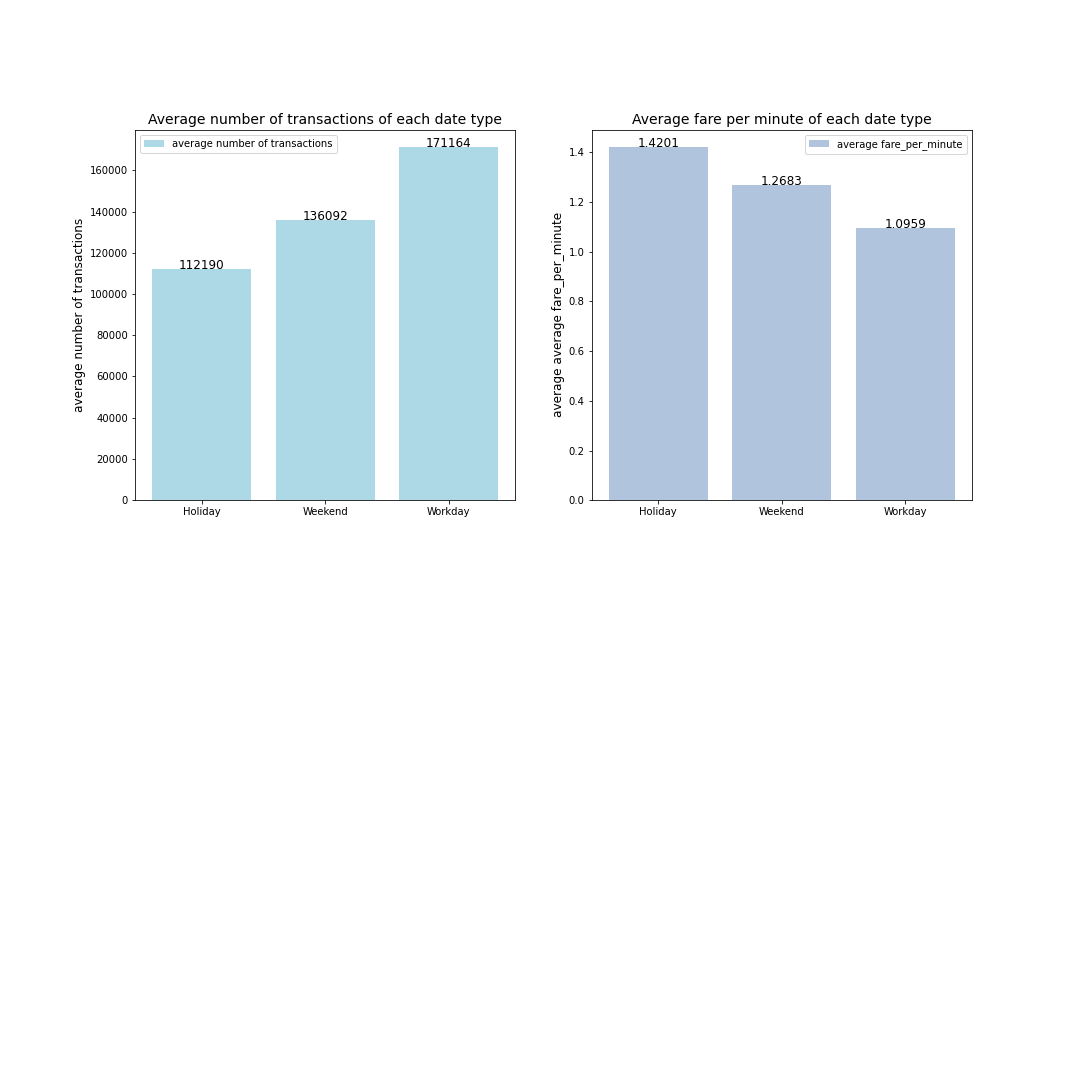 Average number of transactions of each date type
average number of transactions
171164
136092
112190
160000
140000
120000
100000
80000
60000
40000
20000
0
average number of transactions
Holiday
Weekend
Workday
Average fare per minute of each date type
average fare_per_minute
1.4201
1.2683
1.0959
1.4
1.2
1.0
0.8
0.6
0.4
0.2
0.0
average average fare_per_minute
Holiday
Weekend
Workday